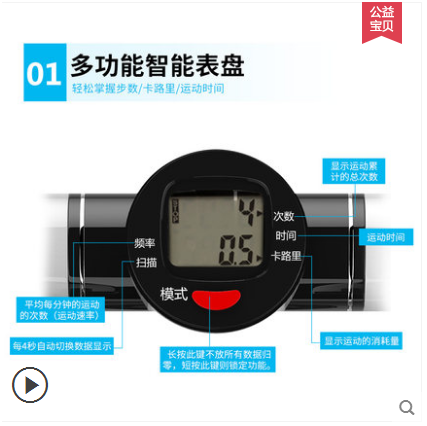 公益
宝贝
01
多功能智能表盘
轻松掌握步数/卡路里/运动时间
显示运动累
计的总次数
STOP
4
次数
0.5
时间
运动时间
频率
扫描
卡路里
模式
平均每分钟的运动
的次数（运动速率）
每4秒自动切换数据显示
长按此键不放所有数据归
零，短按此键则锁定功能。
显示运动的消耗量